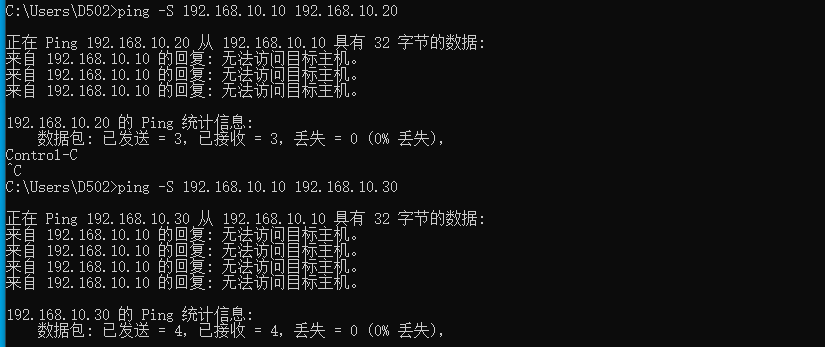 C:\Users\D502>ping -S 192.168.10.10 192.168.10.20
正在 Ping 192.168.10.20 从 192.168.10.10 具有 32 字节的数据:
来自 192.168.10.10 的回复: 无法访问目标主机。
来自 192.168.10.10 的回复: 无法访问目标主机。
来自 192.168.10.10 的回复: 无法访问目标主机。
192.168.10.20 的 Ping 统计信息:
数据包: 已发送 = 3, 已接收 = 3, 丢失 = 0 (0% 丢失),
Control-C
^C
C:\Users\D502>ping -S 192.168.10.10 192.168.10.30
正在 Ping 192.168.10.30 从 192.168.10.10 具有 32 字节的数据:
来自 192.168.10.10 的回复: 无法访问目标主机。
来自 192.168.10.10 的回复: 无法访问目标主机。
来自 192.168.10.10 的回复: 无法访问目标主机。
来自 192.168.10.10 的回复: 无法访问目标主机。
192.168.10.30 的 Ping 统计信息:
数据包: 已发送 = 4, 已接收 = 4, 丢失 = 0 (0% 丢失),